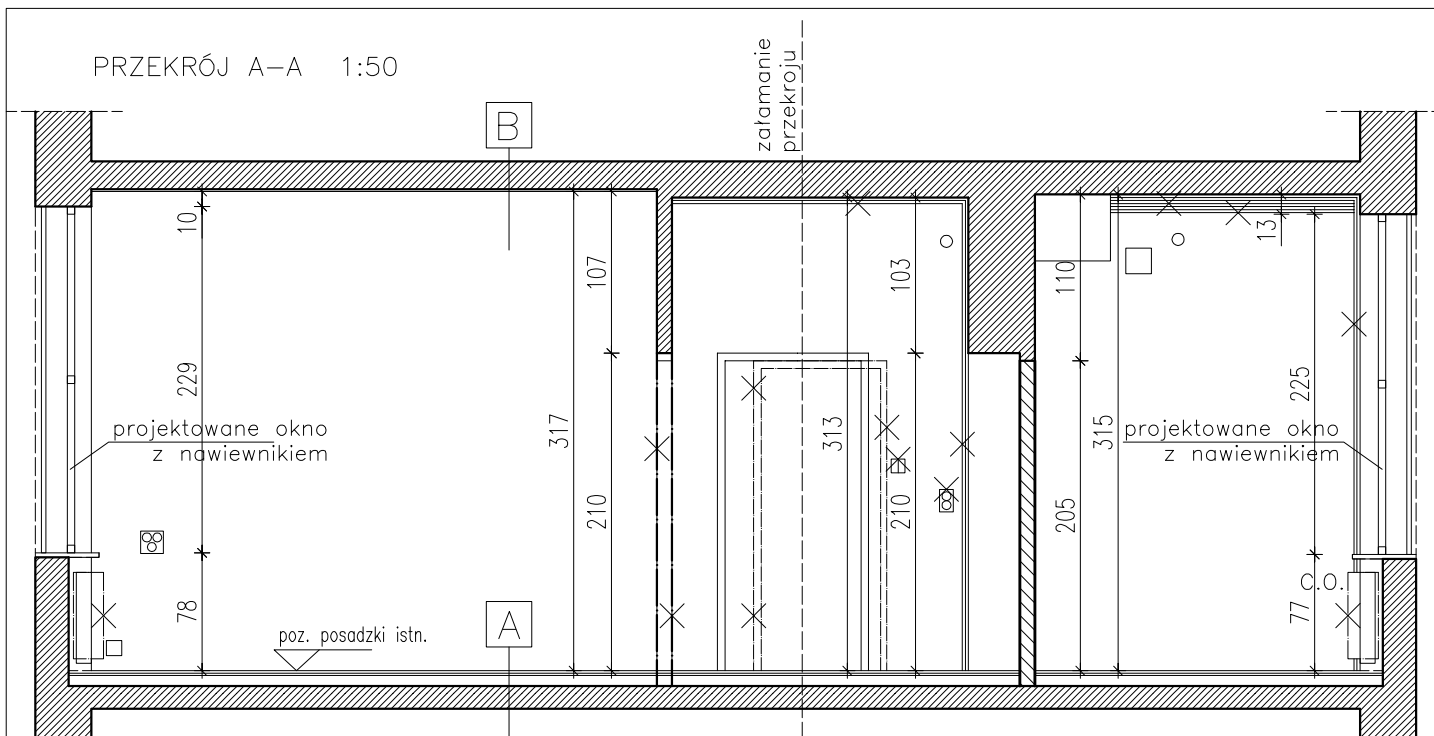 PRZEKRÓJ A-A 1:50
załamanie
przekroju
B
10
229
78
317
107
210
313
103
210
110
205
315
13
225
77
projektowane okno
z nawiewnikiem
projektowane okno
z nawiewnikiem
C.O.
poz. posadzki istn.
A